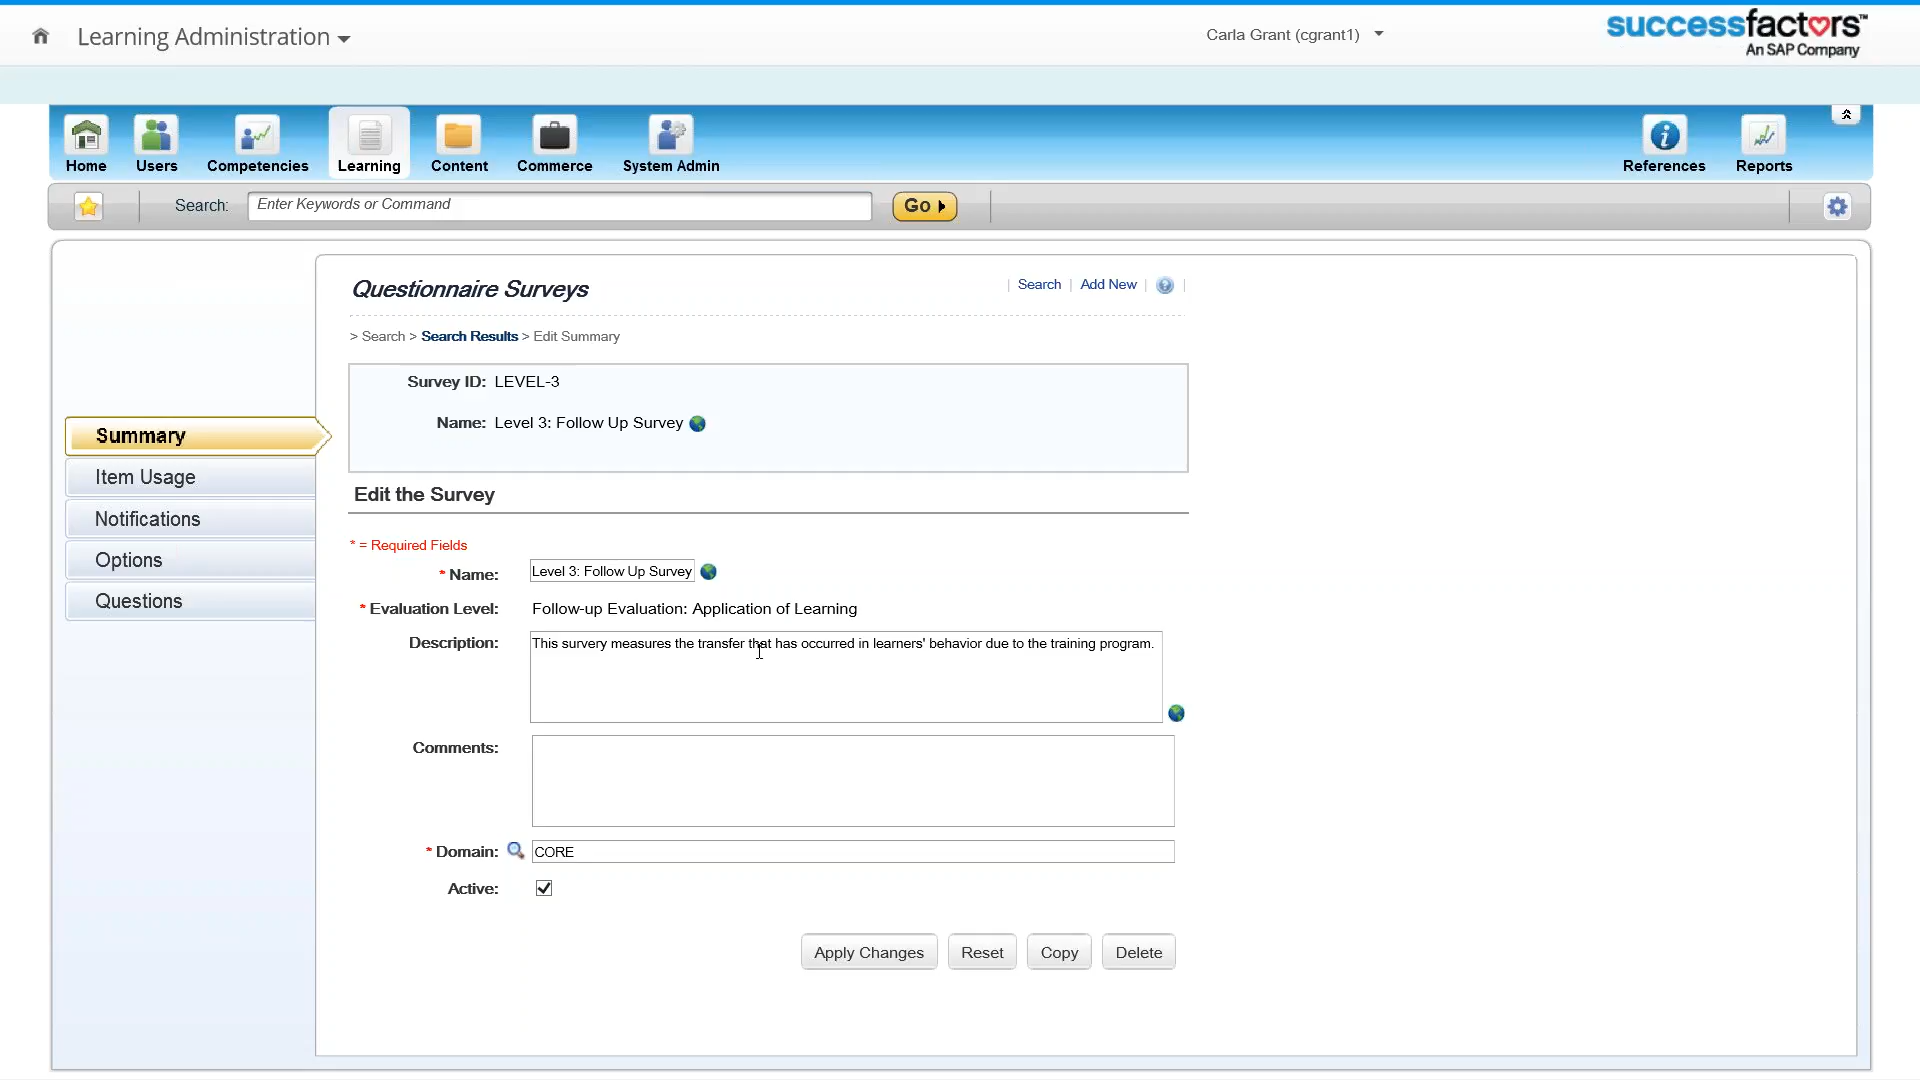 Learning Administration
Carla Grant (cgrant1)
successfactors™
An SAP Company
Home
Users
Competencies
Learning
Content
Commerce
System Admin
References
Reports
Search:
Enter Keywords or Command
Go
Questionnaire Surveys
| Search | Add New | ? |
> Search > Search Results > Edit Summary
Survey ID: LEVEL-3
Name: Level 3: Follow Up Survey
Summary
Item Usage
Notifications
Options
Questions
Edit the Survey
* = Required Fields
* Name: Level 3: Follow Up Survey
* Evaluation Level: Follow-up Evaluation: Application of Learning
Description: This survery measures the transfer that has occurred in learners' behavior due to the training program.
Comments:
* Domain: CORE
Active:
Apply Changes
Reset
Copy
Delete